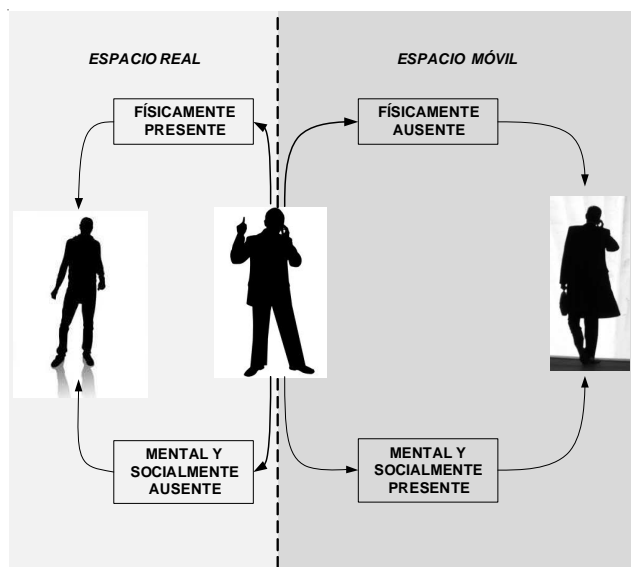 ESPACIO REAL
ESPACIO MÓVIL
FÍSICAMENTE
PRESENTE
FÍSICAMENTE
AUSENTE
MENTAL Y
SOCIALMENTE
AUSENTE
MENTAL Y
SOCIALMENTE
PRESENTE